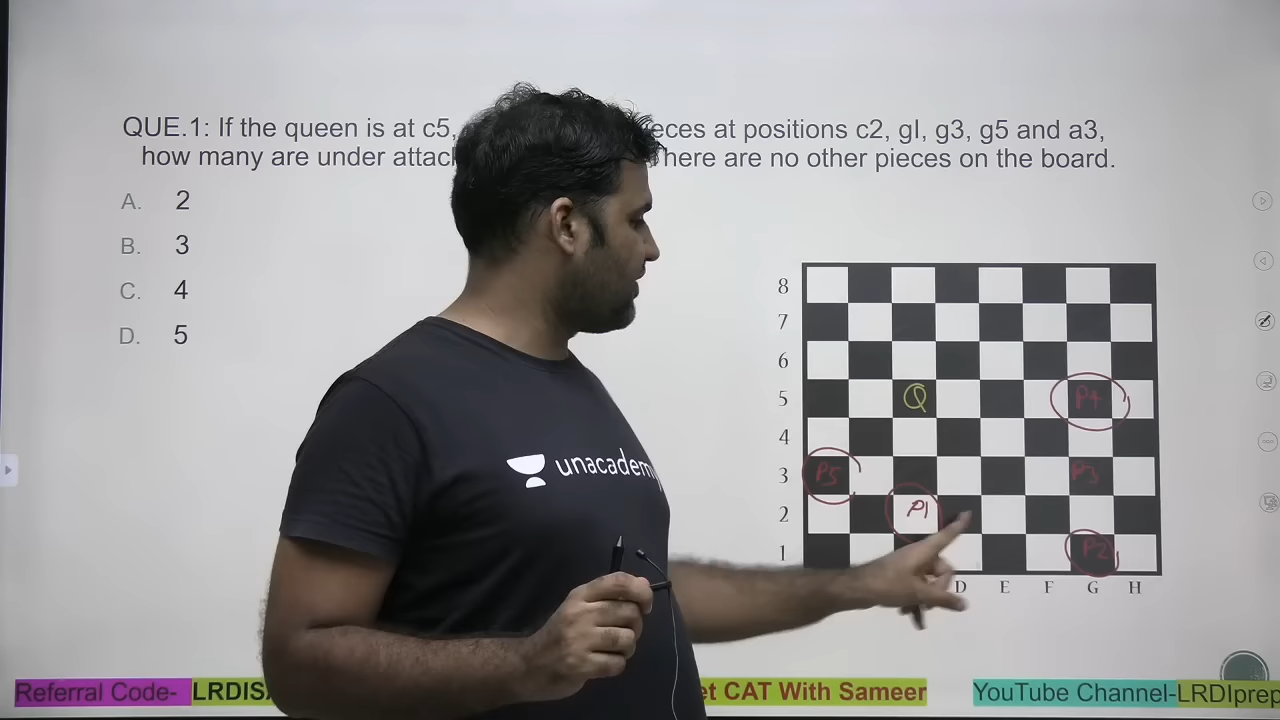 QUE.1: If the queen is at c5, eces at positions c2, gl, g3, g5 and a3,
how many are under attac here are no other pieces on the board.
A. 2
B. 3
C. 4
D. 5
8
7
6
5 Q P4
4
3 P5 P3
2 P1
1 P2
D E F G H
unacademy
Referral Code- LRDIS et CAT With Sameer YouTube Channel-LRDIprep